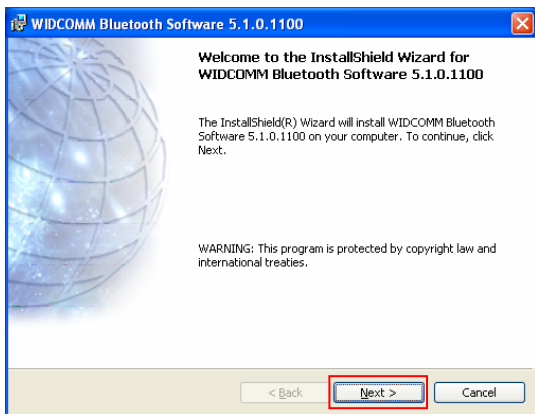 WIDCOMM Bluetooth Software 5.1.0.1100
Welcome to the InstallShield Wizard for
WIDCOMM Bluetooth Software 5.1.0.1100
The InstallShield(R) Wizard will install WIDCOMM Bluetooth
Software 5.1.0.1100 on your computer. To continue, click
Next.
WARNING: This program is protected by copyright law and
international treaties.
< Back Next > Cancel